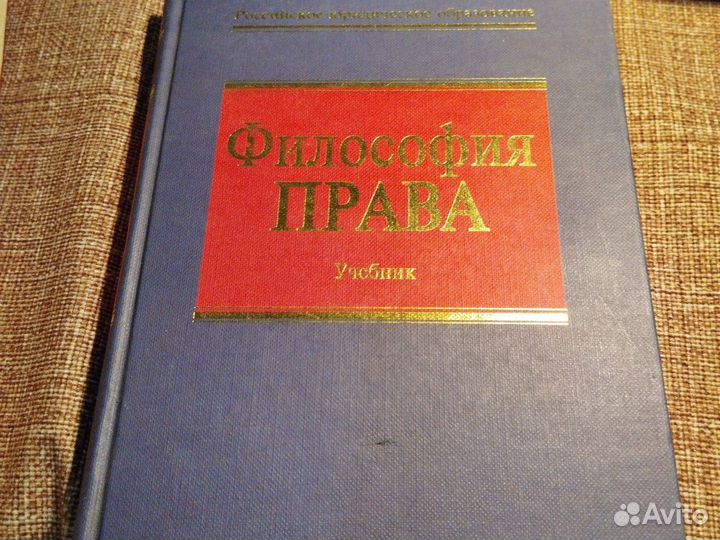 Российское юридическое образование
Философия
ПРАВА
Учебник
Avito